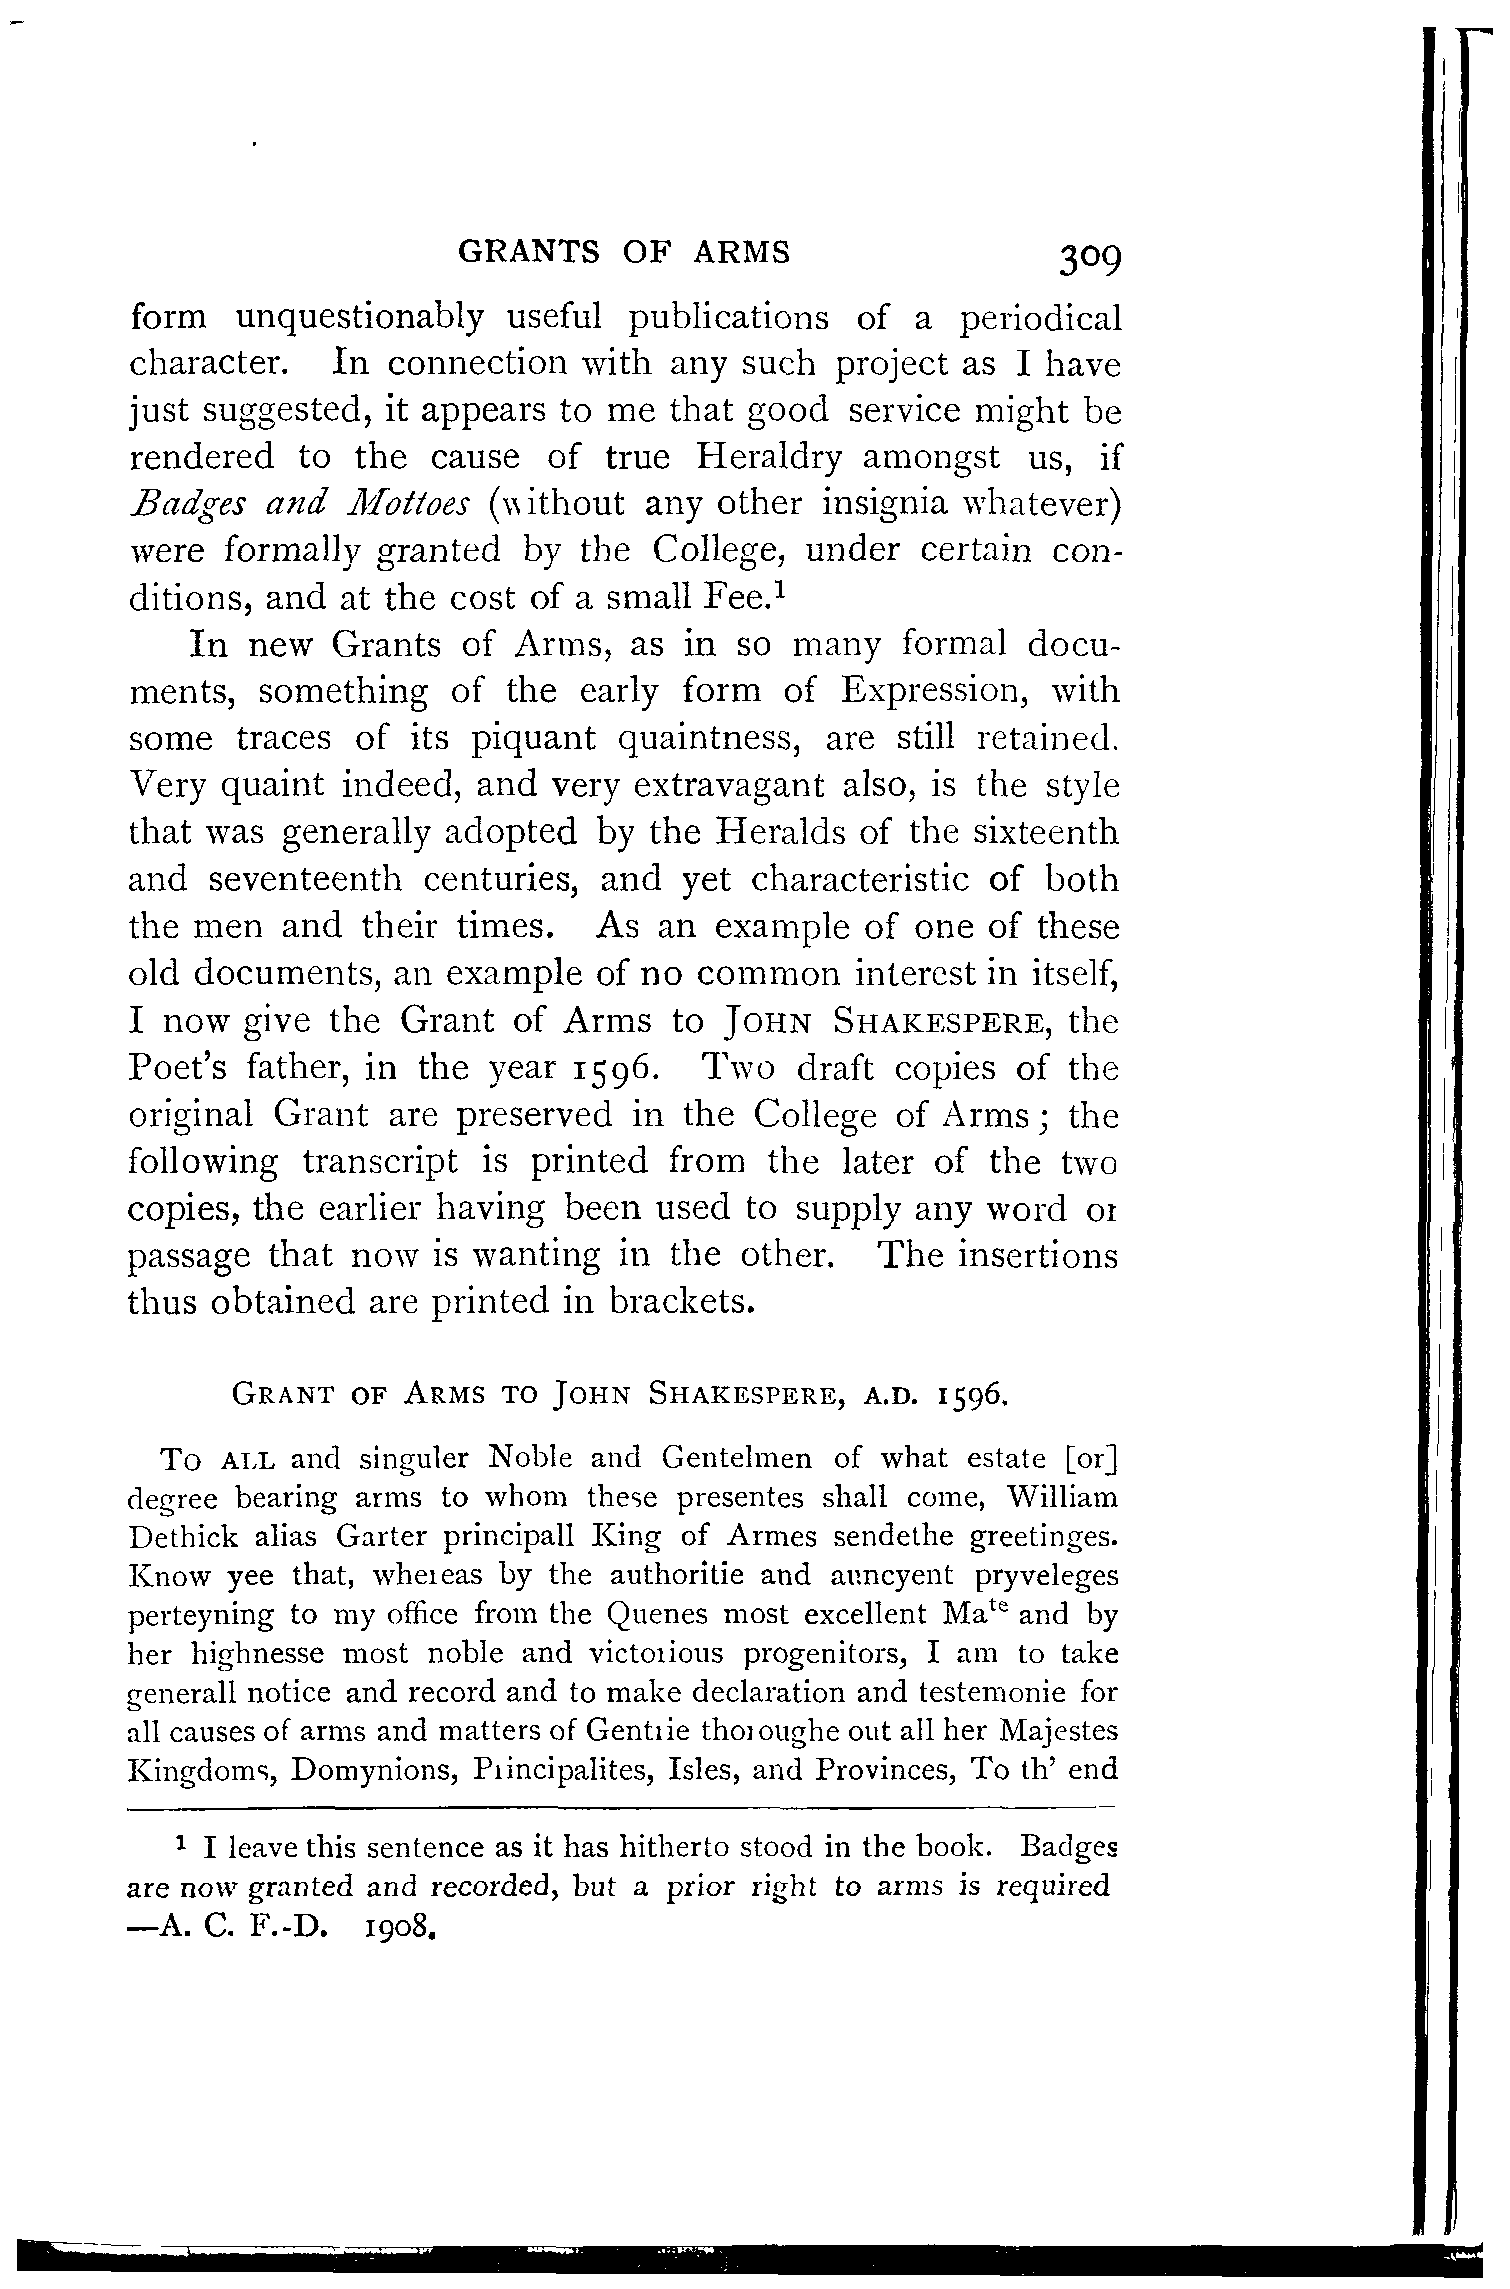 GRANTS OF ARMS 309
form unquestionably useful publications of a periodical
character. In connection with any such project as I have
just suggested, it appears to me that good service might be
rendered to the cause of true Heraldry amongst us, if
Badges and Mottoes (without any other insignia whatever)
were formally granted by the College, under certain con-
ditions, and at the cost of a small Fee.¹
In new Grants of Arms, as in so many formal docu-
ments, something of the early form of Expression, with
some traces of its piquant quaintness, are still retained.
Very quaint indeed, and very extravagant also, is the style
that was generally adopted by the Heralds of the sixteenth
and seventeenth centuries, and yet characteristic of both
the men and their times. As an example of one of these
old documents, an example of no common interest in itself,
I now give the Grant of Arms to JOHN SHAKESPERE, the
Poet's father, in the year 1596. Two draft copies of the
original Grant are preserved in the College of Arms; the
following transcript is printed from the later of the two
copies, the earlier having been used to supply any word or
passage that now is wanting in the other. The insertions
thus obtained are printed in brackets.
GRANT OF ARMS TO JOHN SHAKESPERE, A.D. 1596.
TO ALL and singuler Noble and Gentelmen of what estate [or]
degree bearing arms to whom these presentes shall come, William
Dethick alias Garter principall King of Armes sendethe greetinges.
Know yee that, whereas by the authoritie and auncyent pryveleges
perteyning to my office from the Quenes most excellent Maᵗᵉ and by
her highnesse most noble and victorious progenitors, I am to take
generall notice and record and to make declaration and testemonie for
all causes of arms and matters of Gentrie thoroughe out all her Majestes
Kingdoms, Domynions, Principalites, Isles, and Provinces, To th' end
¹ I leave this sentence as it has hitherto stood in the book. Badges
are now granted and recorded, but a prior right to arms is required
—A. C. F.-D. 1908.